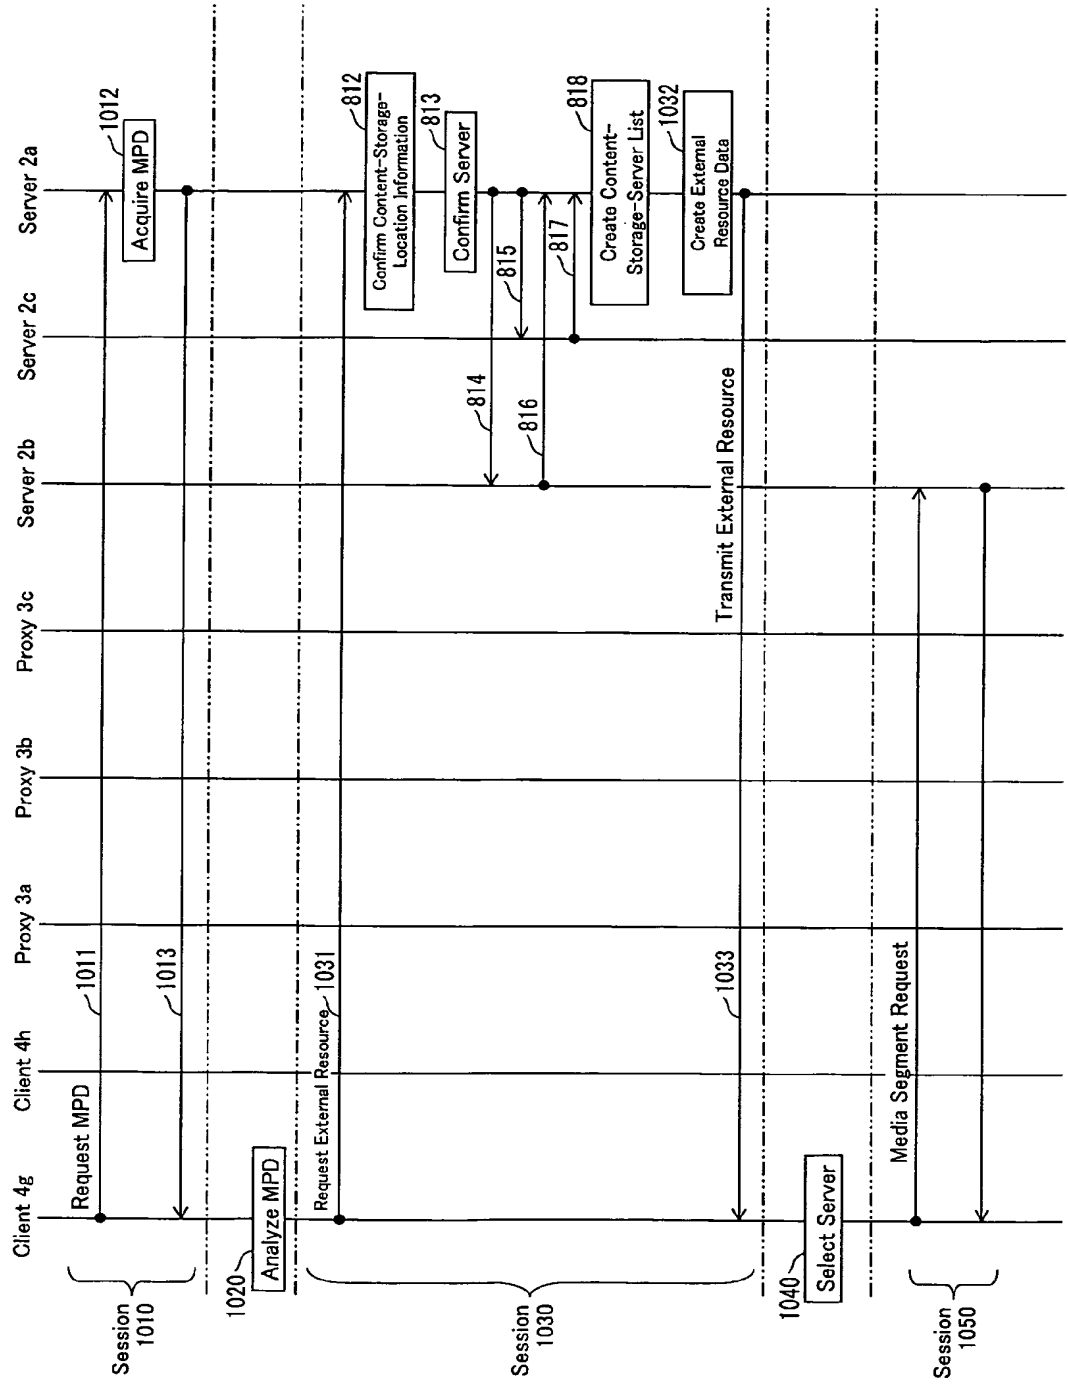 Client 4g
Client 4h
Proxy 3a
Proxy 3b
Proxy 3c
Server 2b
Server 2c
Server 2a
Session
1010
Request MPD
1011
1012
Acquire MPD
1013
1020
Analyze MPD
Session
1030
Request External Resource
1031
812
Confirm Content-Storage-
Location Information
813
Confirm Server
814
815
816
817
818
Create Content-
Storage-Server List
1032
Create External
Resource Data
Transmit External Resource
1033
1040
Select Server
Session
1050
Media Segment Request